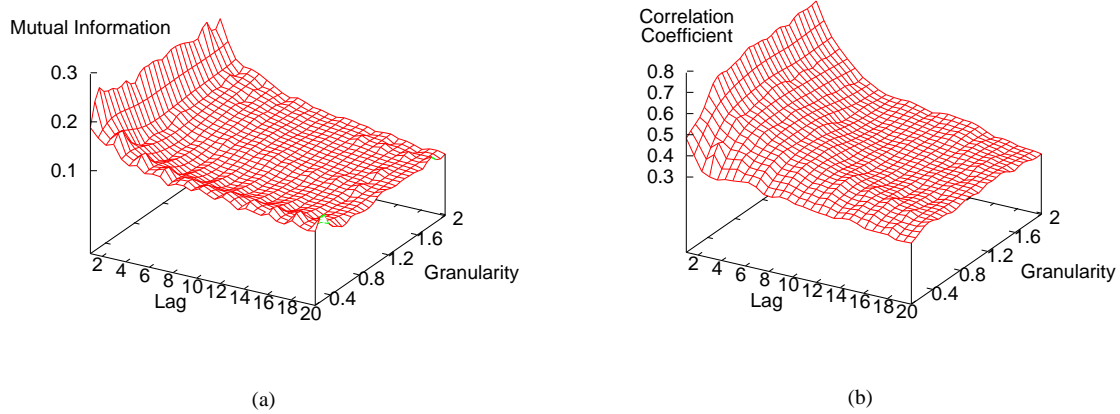 Mutual Information
0.3
0.2
0.1
2 4 6 8 10 12 14 16 18 20
Lag
0.4 0.8 1.2 1.6 2
Granularity
(a)
Correlation
Coefficient
0.8
0.7
0.6
0.5
0.4
0.3
2 4 6 8 10 12 14 16 18 20
Lag
0.4 0.8 1.2 1.6 2
Granularity
(b)